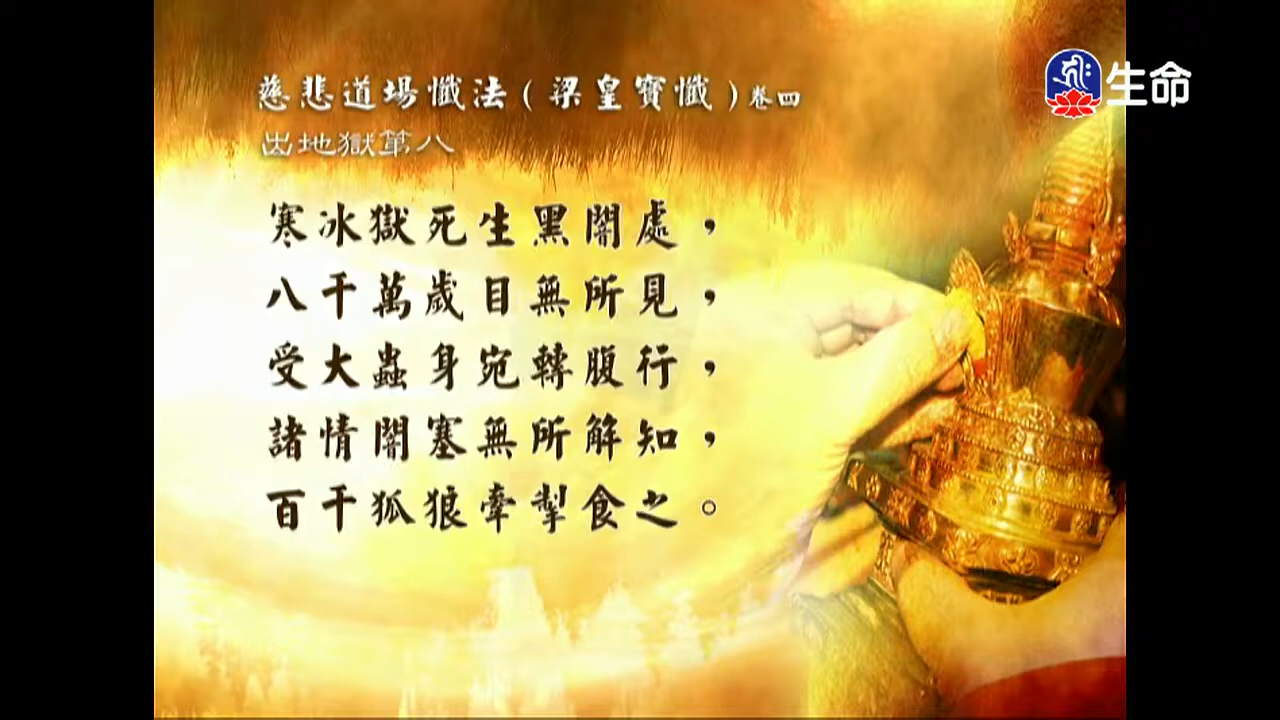 慈悲道場懺法(梁皇寶懺)卷四
生命
出地獄第八
寒冰獄死生黑闇處，
八千萬歲目無所見，
受大蟲身宛轉腹行，
諸情闇塞無所解知，
百千狐狼牽掣食之。